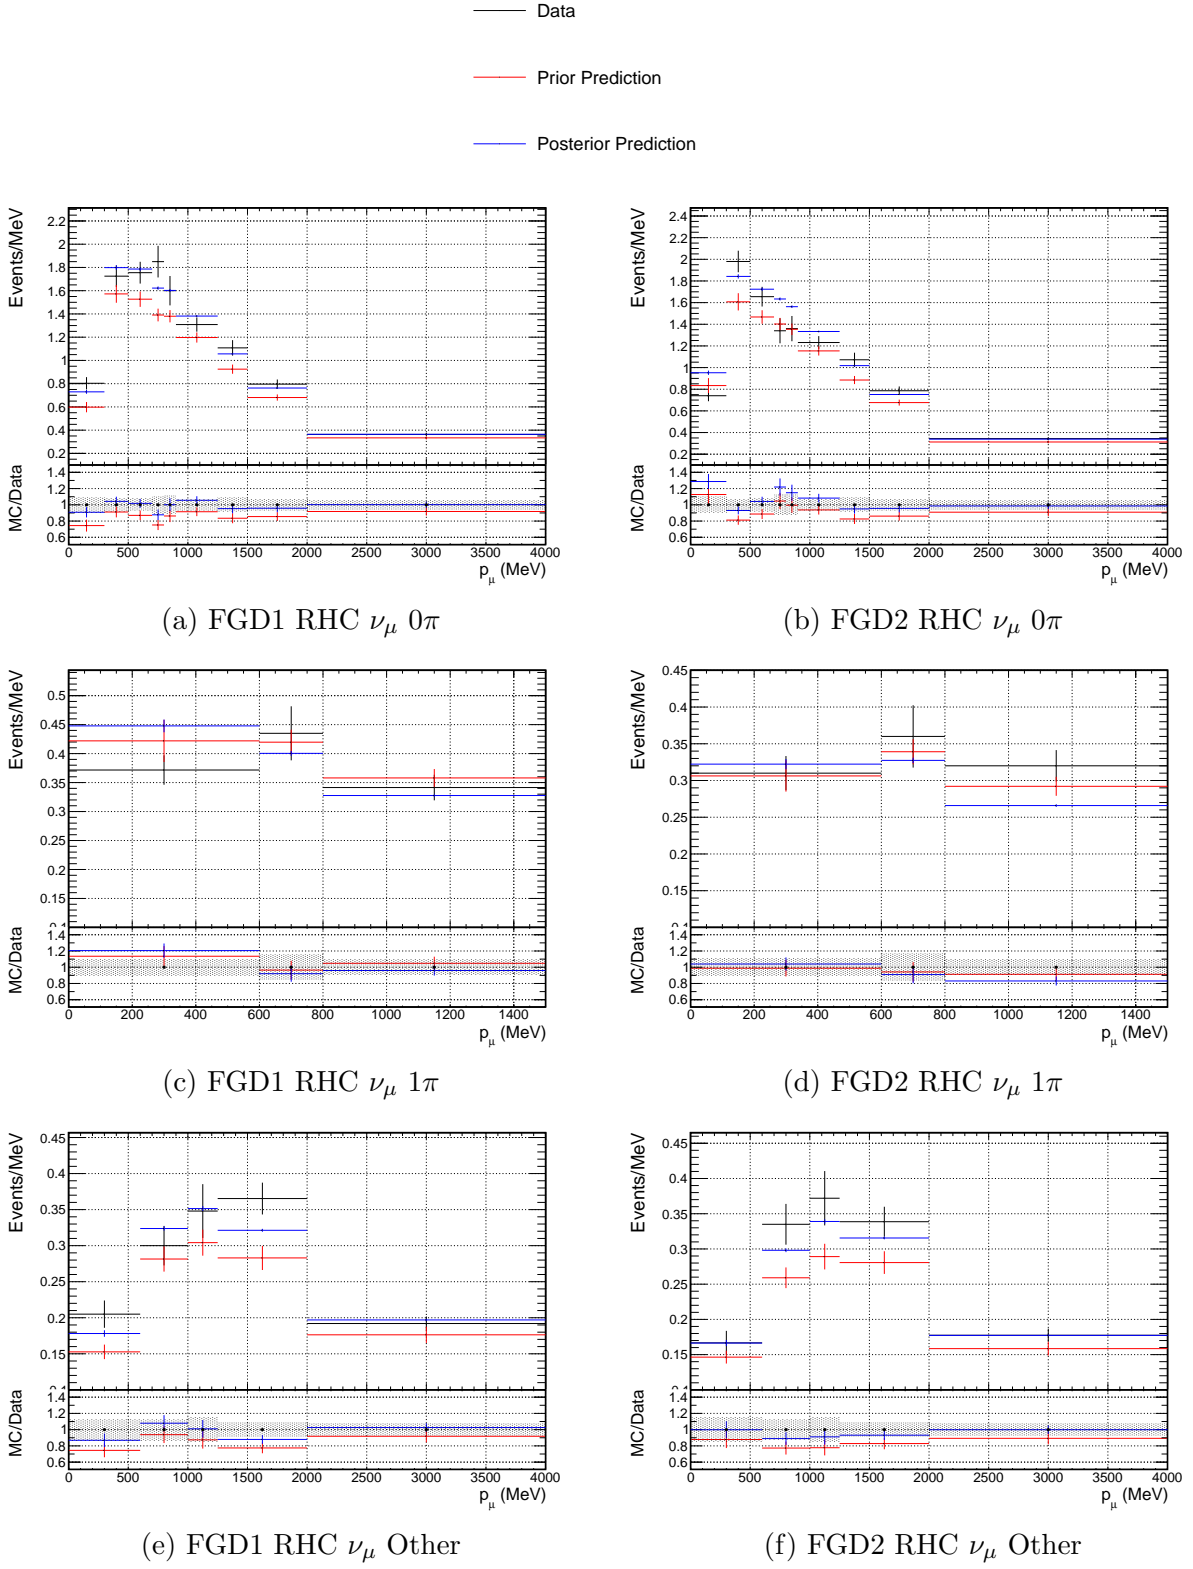 Data
Prior Prediction
Posterior Prediction
Events/MeV
2.2
2
1.8
1.6
1.4
1.2
1
0.8
0.6
0.4
0.2
MC/Data
1.4
1.2
1
0.8
0.6
0 500 1000 1500 2000 2500 3000 3500 4000
pμ (MeV)
(a) FGD1 RHC νμ 0π
Events/MeV
2.4
2.2
2
1.8
1.6
1.4
1.2
1
0.8
0.6
0.4
0.2
MC/Data
1.4
1.2
1
0.8
0.6
0 500 1000 1500 2000 2500 3000 3500 4000
pμ (MeV)
(b) FGD2 RHC νμ 0π
Events/MeV
0.5
0.45
0.4
0.35
0.3
0.25
0.2
0.15
0.1
MC/Data
1.4
1.2
1
0.8
0.6
0 200 400 600 800 1000 1200 1400
pμ (MeV)
(c) FGD1 RHC νμ 1π
Events/MeV
0.45
0.4
0.35
0.3
0.25
0.2
0.15
0.1
MC/Data
1.4
1.2
1
0.8
0.6
0 200 400 600 800 1000 1200 1400
pμ (MeV)
(d) FGD2 RHC νμ 1π
Events/MeV
0.45
0.4
0.35
0.3
0.25
0.2
0.15
0.1
MC/Data
1.4
1.2
1
0.8
0.6
0 500 1000 1500 2000 2500 3000 3500 4000
pμ (MeV)
(e) FGD1 RHC νμ Other
Events/MeV
0.45
0.4
0.35
0.3
0.25
0.2
0.15
0.1
MC/Data
1.4
1.2
1
0.8
0.6
0 500 1000 1500 2000 2500 3000 3500 4000
pμ (MeV)
(f) FGD2 RHC νμ Other